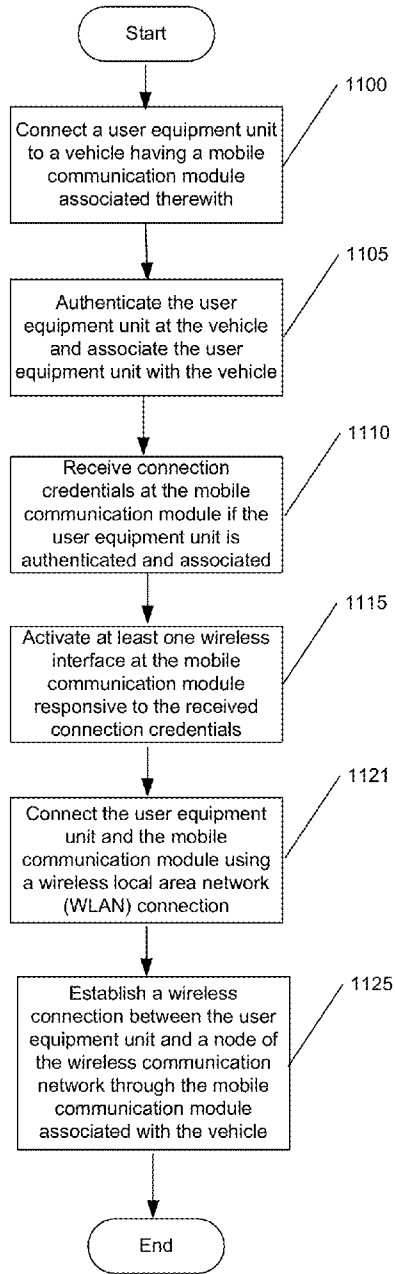 Start
1100
Connect a user equipment unit
to a vehicle having a mobile
communication module
associated therewith
1105
Authenticate the user
equipment unit at the vehicle
and associate the user
equipment unit with the vehicle
1110
Receive connection
credentials at the mobile
communication module if the
user equipment unit is
authenticated and associated
1115
Activate at least one wireless
interface at the mobile
communication module
responsive to the received
connection credentials
1121
Connect the user equipment
unit and the mobile
communication module using
a wireless local area network
(WLAN) connection
1125
Establish a wireless
connection between the user
equipment unit and a node of
the wireless communication
network through the mobile
communication module
associated with the vehicle
End